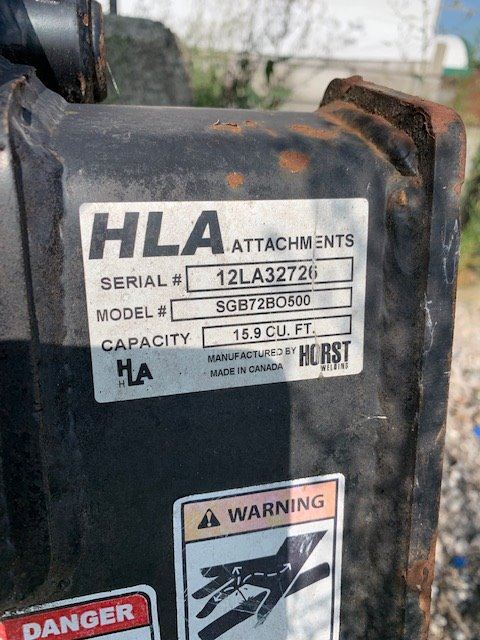 HLA ATTACHMENTS
SERIAL # 12LA32726
MODEL # SGB72BO500
CAPACITY 15.9 CU. FT.
HLA MANUFACTURED BY HORST
MADE IN CANADA WELDING
WARNING
DANGER